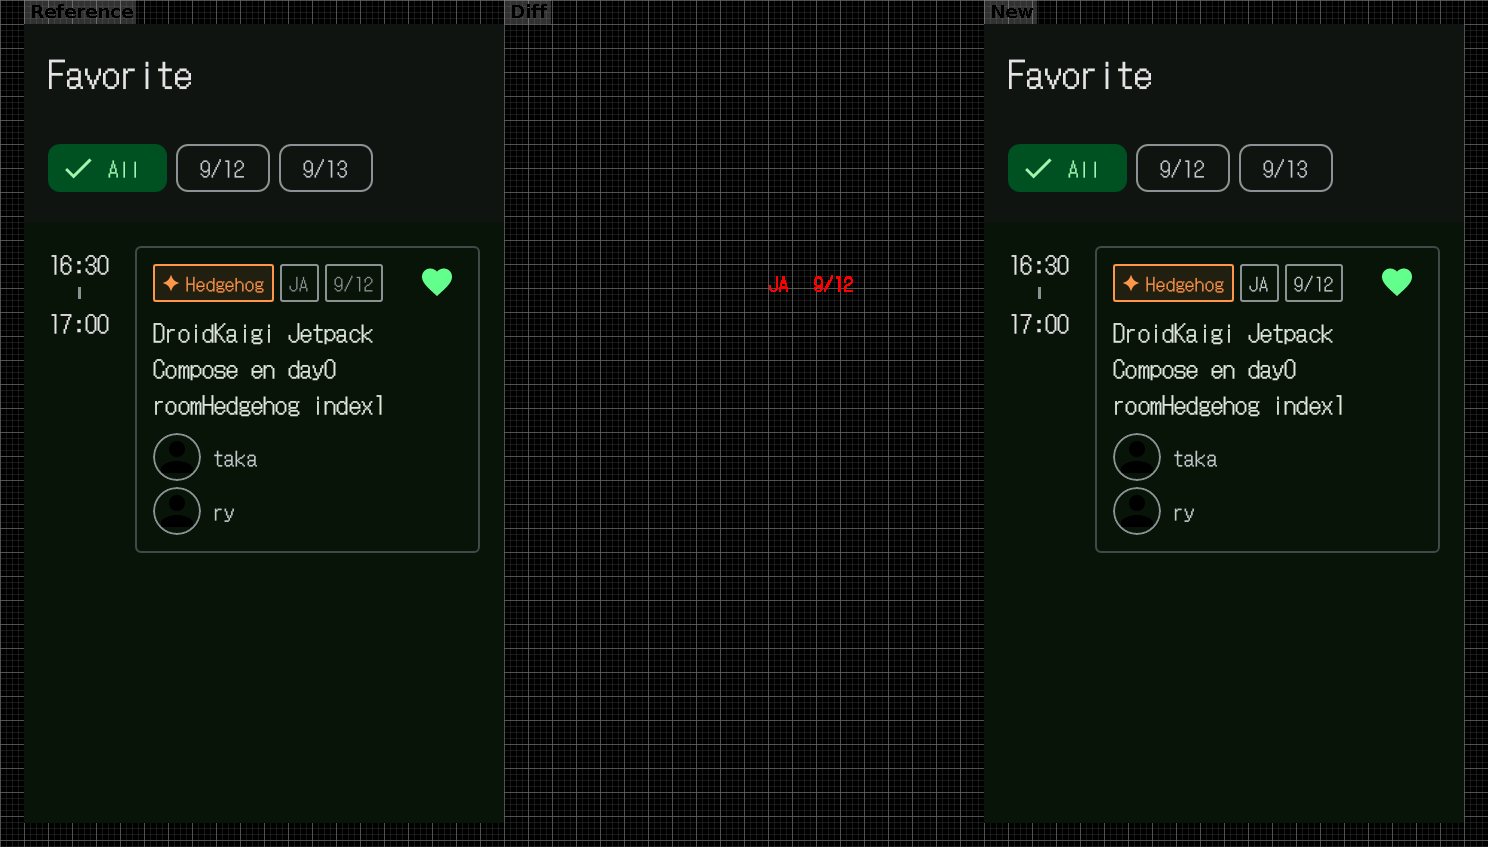 Reference
Diff
New
Favorite
All 9/12 9/13
16:30
17:00
Hedgehog JA 9/12
DroidKaigi Jetpack
Compose en day0
roomHedgehog index1
taka
ry
JA 9/12
Favorite
All 9/12 9/13
16:30
17:00
Hedgehog JA 9/12
DroidKaigi Jetpack
Compose en day0
roomHedgehog index1
taka
ry